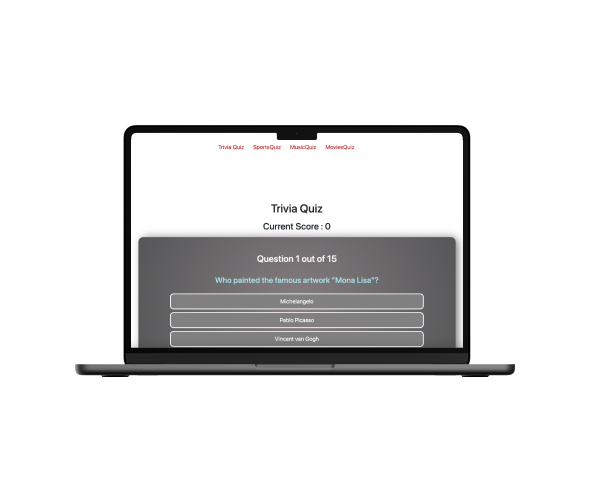 Trivia Quiz SportsQuiz MusicQuiz MoviesQuiz
Trivia Quiz
Current Score : 0
Question 1 out of 15
Who painted the famous artwork "Mona Lisa"?
Michelangelo
Pablo Picasso
Vincent van Gogh